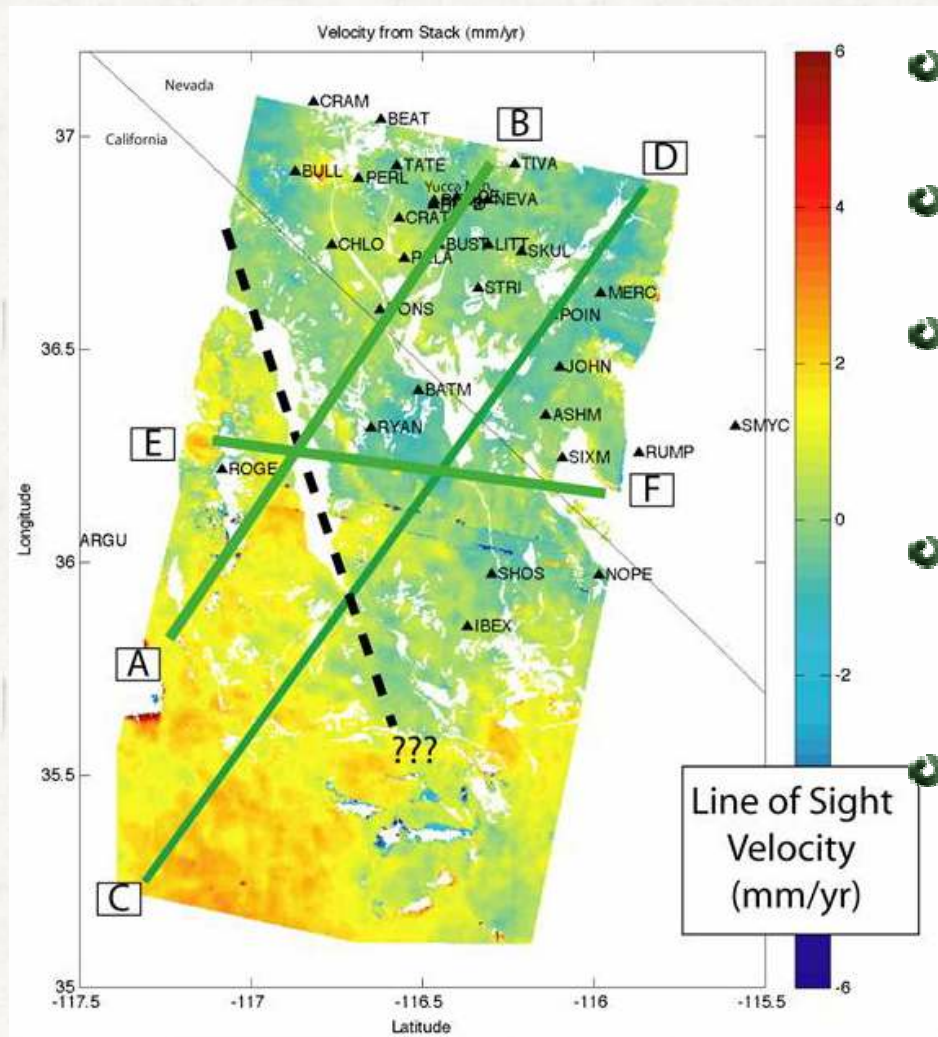 Velocity from Stack (mm/yr)
Nevada
California
CRAM
BEAT
B
TIVA
D
BULL
TATE
PERL
NEVA
CRAT
CHLO
BUST
LITT
SKUL
STRI
MERC
POIN
JOHN
BATM
ASHM
RYAN
SMYC
E
ROGE
SIXM
RUMP
F
ARGU
SHOS
NOPE
IBEX
A
???
C
37
36.5
36
35.5
35
-117.5
-117
-116.5
-116
-115.5
Latitude
Longitude
6
4
2
0
-2
-6
Line of Sight
Velocity
(mm/yr)